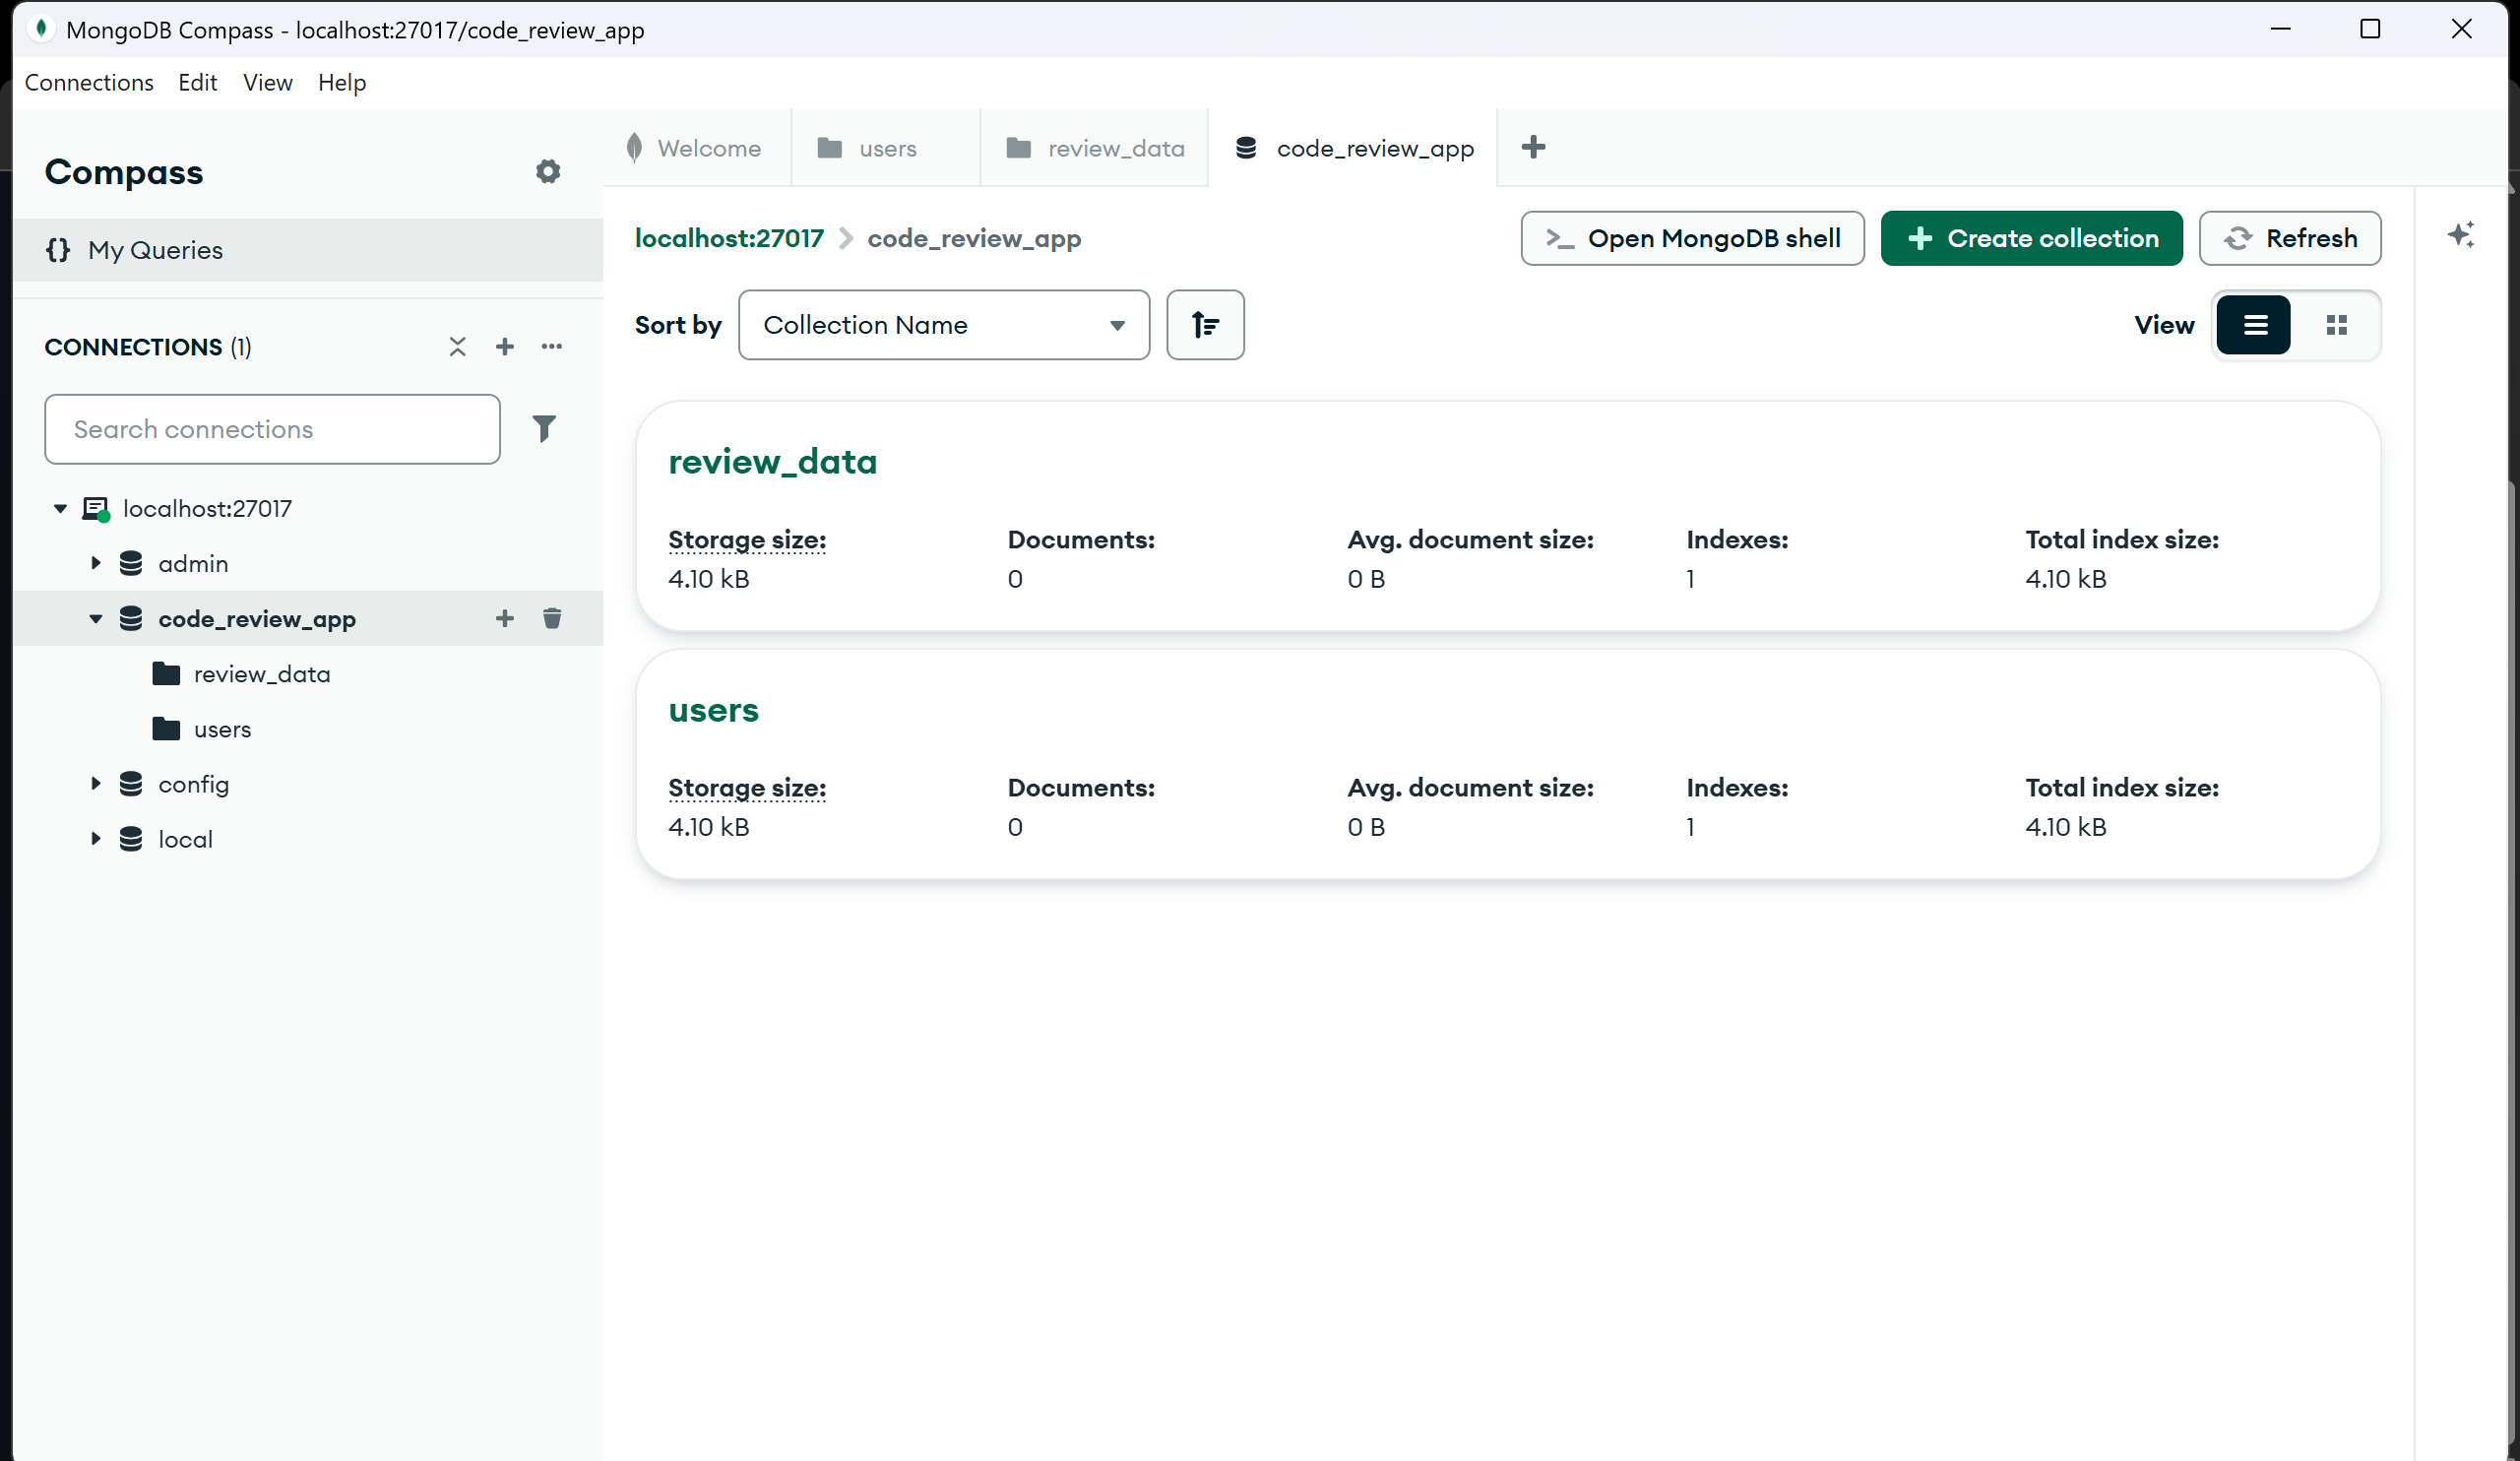 MongoDB Compass - localhost:27017/code_review_app
Connections Edit View Help
Compass
My Queries
CONNECTIONS (1)
Search connections
localhost:27017
admin
code_review_app
review_data
users
config
local
Welcome users review_data code_review_app
localhost:27017 code_review_app
Open MongoDB shell Create collection Refresh
Sort by Collection Name View
review_data
Storage size: Documents: Avg. document size: Indexes: Total index size:
4.10 kB 0 0 B 1 4.10 kB
users
Storage size: Documents: Avg. document size: Indexes: Total index size:
4.10 kB 0 0 B 1 4.10 kB